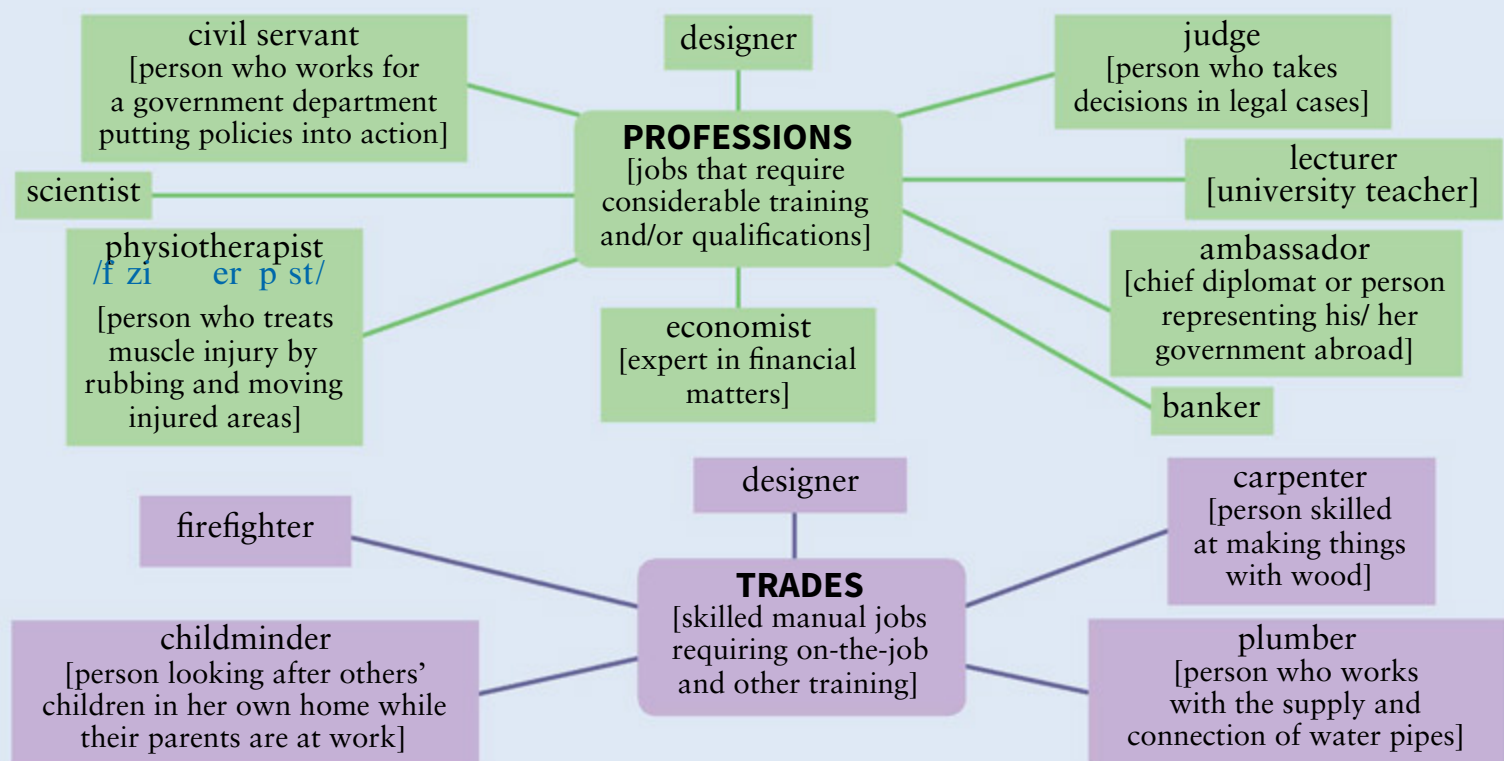 civil servant
[person who works for
a government department
putting policies into action]
designer
judge
[person who takes
decisions in legal cases]
PROFESSIONS
[jobs that require
considerable training
and/or qualifications]
lecturer
[university teacher]
scientist
physiotherapist
/f zi er p st/
[person who treats
muscle injury by
rubbing and moving
injured areas]
ambassador
[chief diplomat or person
representing his/ her
government abroad]
economist
[expert in financial
matters]
banker
designer
firefighter
carpenter
[person skilled
at making things
with wood]
TRADES
[skilled manual jobs
requiring on-the-job
and other training]
childminder
[person looking after others’
children in her own home while
their parents are at work]
plumber
[person who works
with the supply and
connection of water pipes]